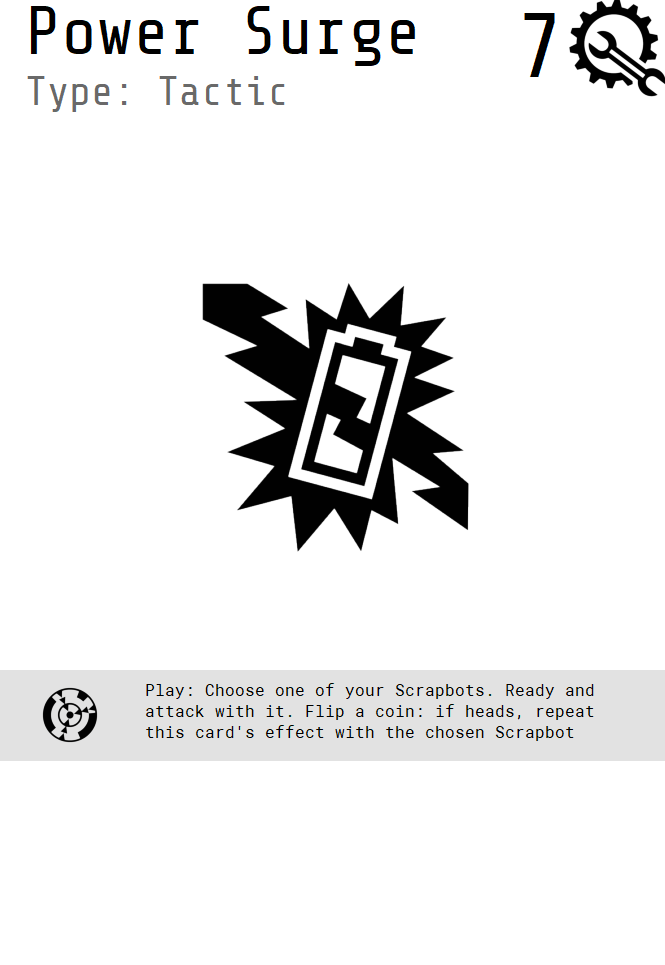 Power Surge
7
Type: Tactic
Play: Choose one of your Scrapbots. Ready and
attack with it. Flip a coin: if heads, repeat
this card's effect with the chosen Scrapbot